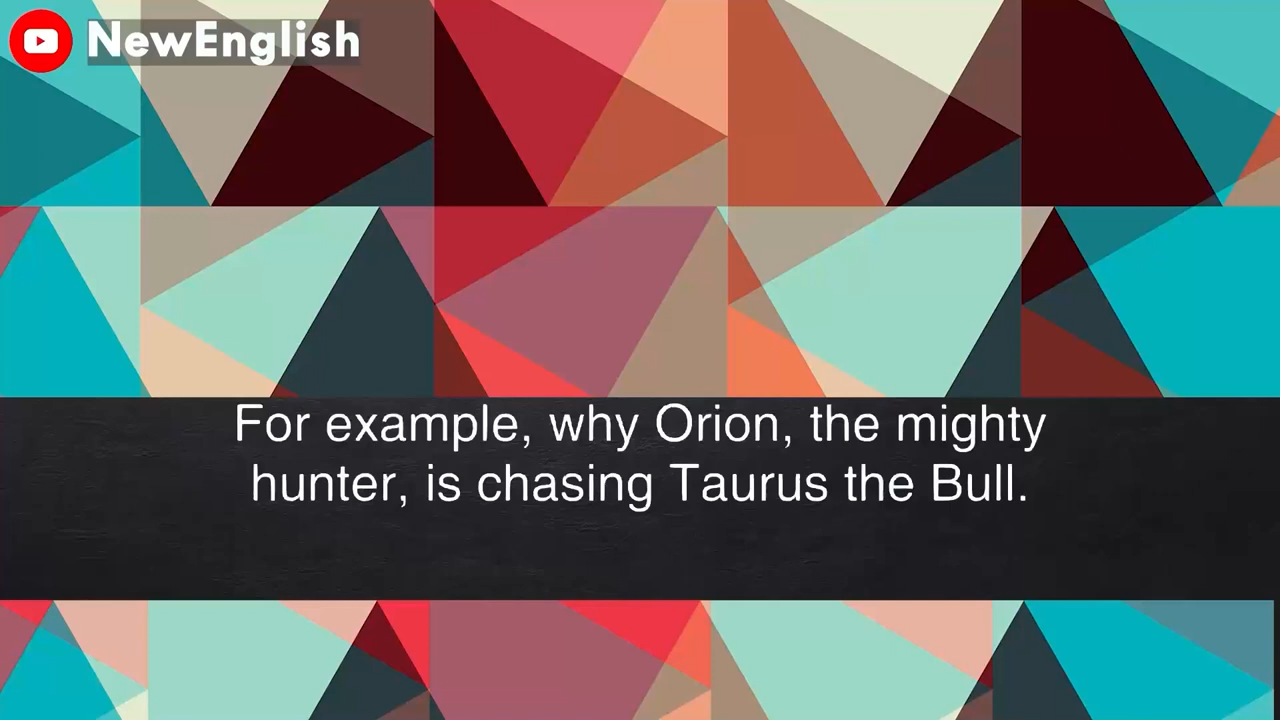 NewEnglish
For example, why Orion, the mighty
hunter, is chasing Taurus the Bull.